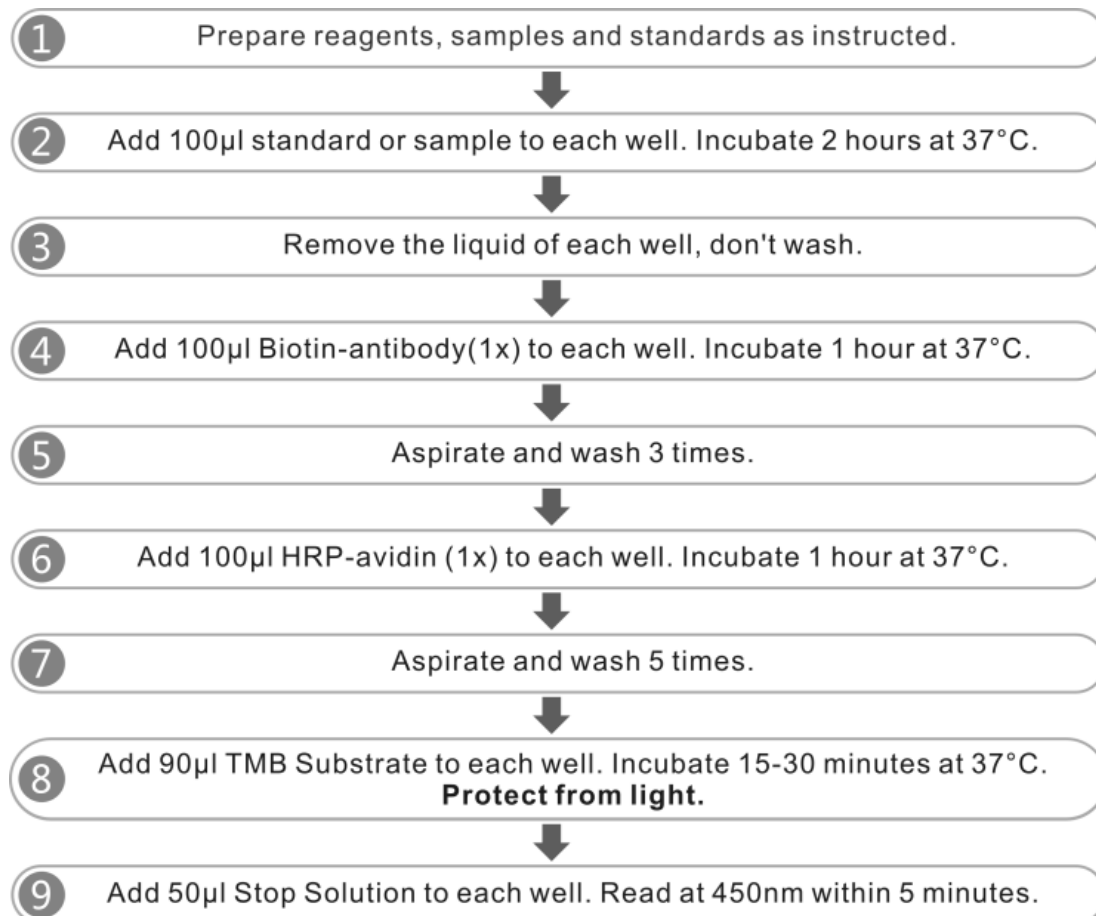 1 Prepare reagents, samples and standards as instructed.
2 Add 100µl standard or sample to each well. Incubate 2 hours at 37°C.
3 Remove the liquid of each well, don't wash.
4 Add 100µl Biotin-antibody(1x) to each well. Incubate 1 hour at 37°C.
5 Aspirate and wash 3 times.
6 Add 100µl HRP-avidin (1x) to each well. Incubate 1 hour at 37°C.
7 Aspirate and wash 5 times.
8 Add 90µl TMB Substrate to each well. Incubate 15-30 minutes at 37°C.
Protect from light.
9 Add 50µl Stop Solution to each well. Read at 450nm within 5 minutes.